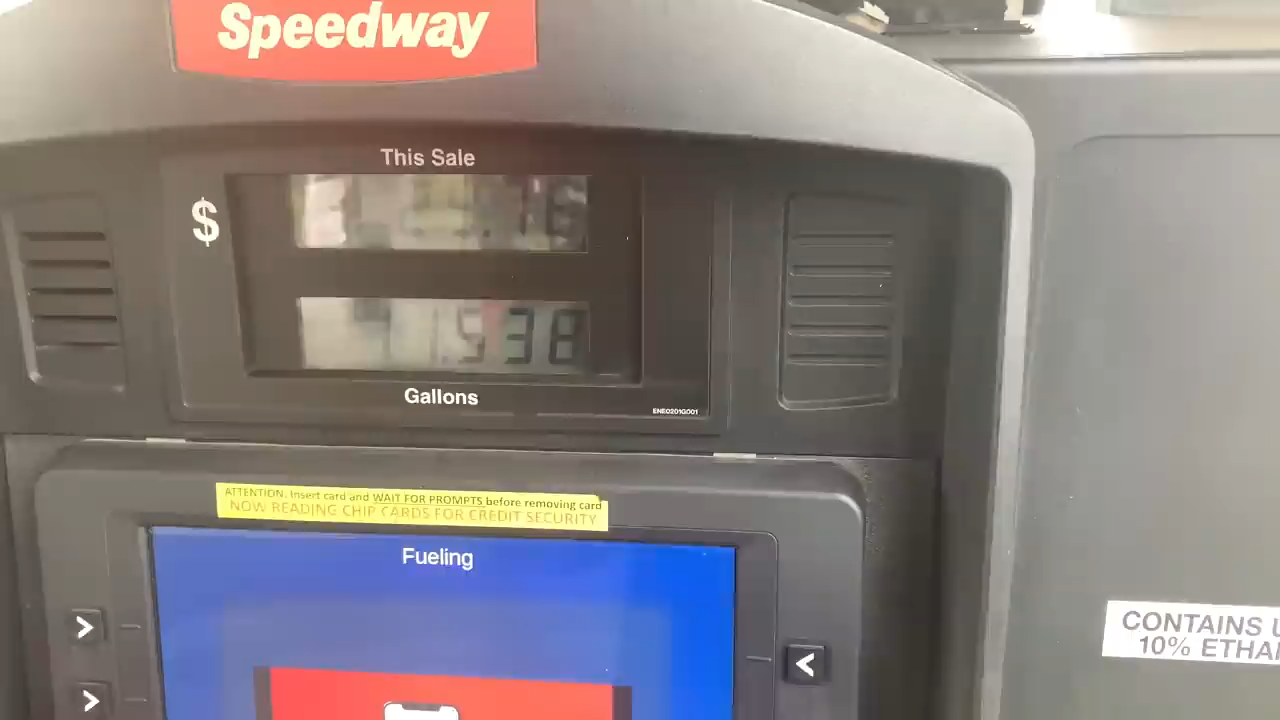 Speedway
This Sale
$
Gallons
ENE0201G001
ATTENTION. Insert card and WAIT FOR PROMPTS before removing card
NOW READING CHIP CARDS FOR CREDIT SECURITY
Fueling
CONTAINS
10%